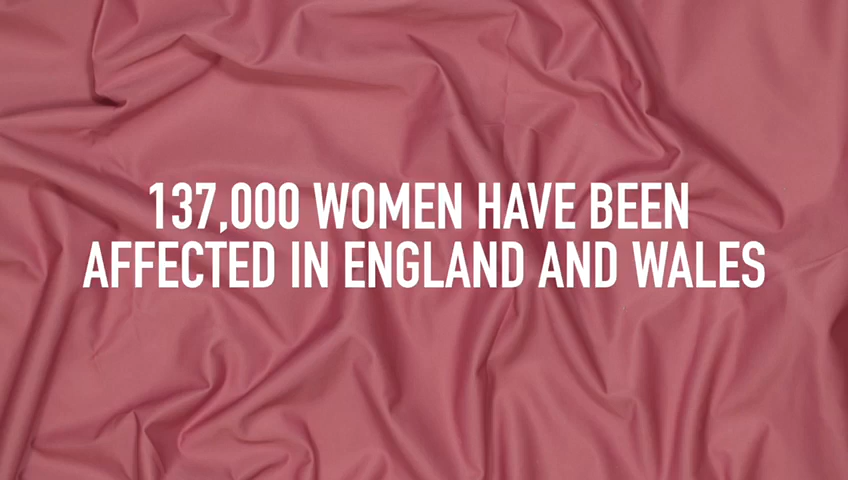 137,000 WOMEN HAVE BEEN
AFFECTED IN ENGLAND AND WALES